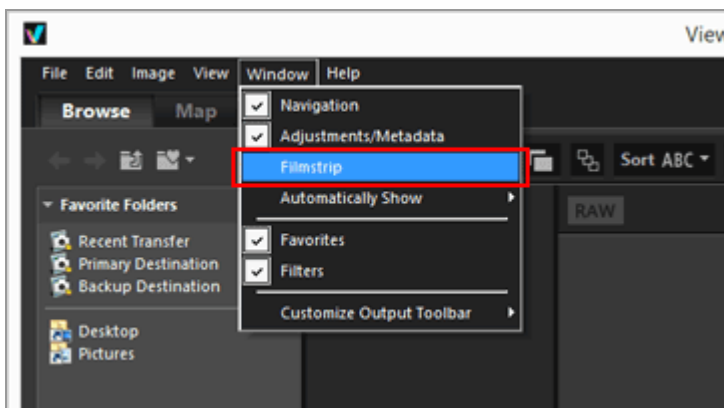 View
File Edit Image View Window Help
Browse Map
Navigation
Adjustments/Metadata
Filmstrip
Sort ABC
Automatically Show
Favorite Folders
RAW
Recent Transfer
Favorites
Primary Destination
Filters
Backup Destination
Customize Output Toolbar
Desktop
Pictures